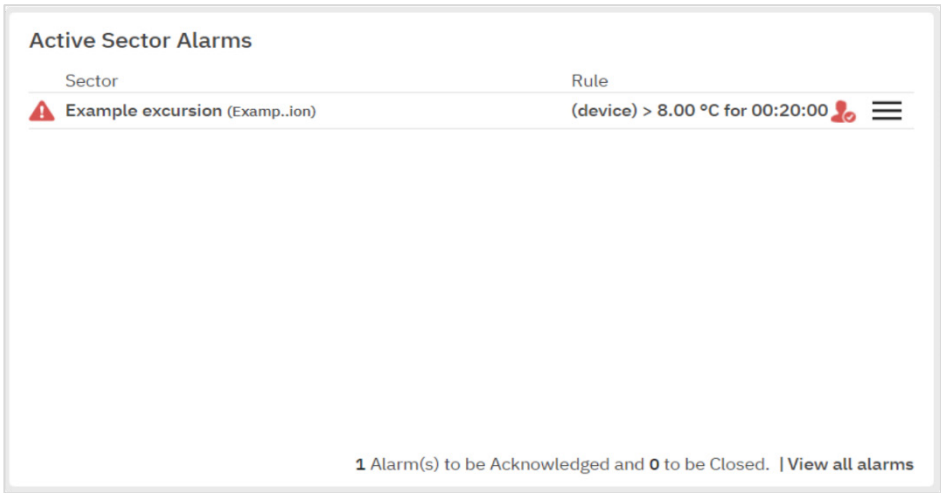 Active Sector Alarms
Sector Rule
Example excursion (Examp..ion) (device) > 8.00 °C for 00:20:00
1 Alarm(s) to be Acknowledged and 0 to be Closed. | View all alarms